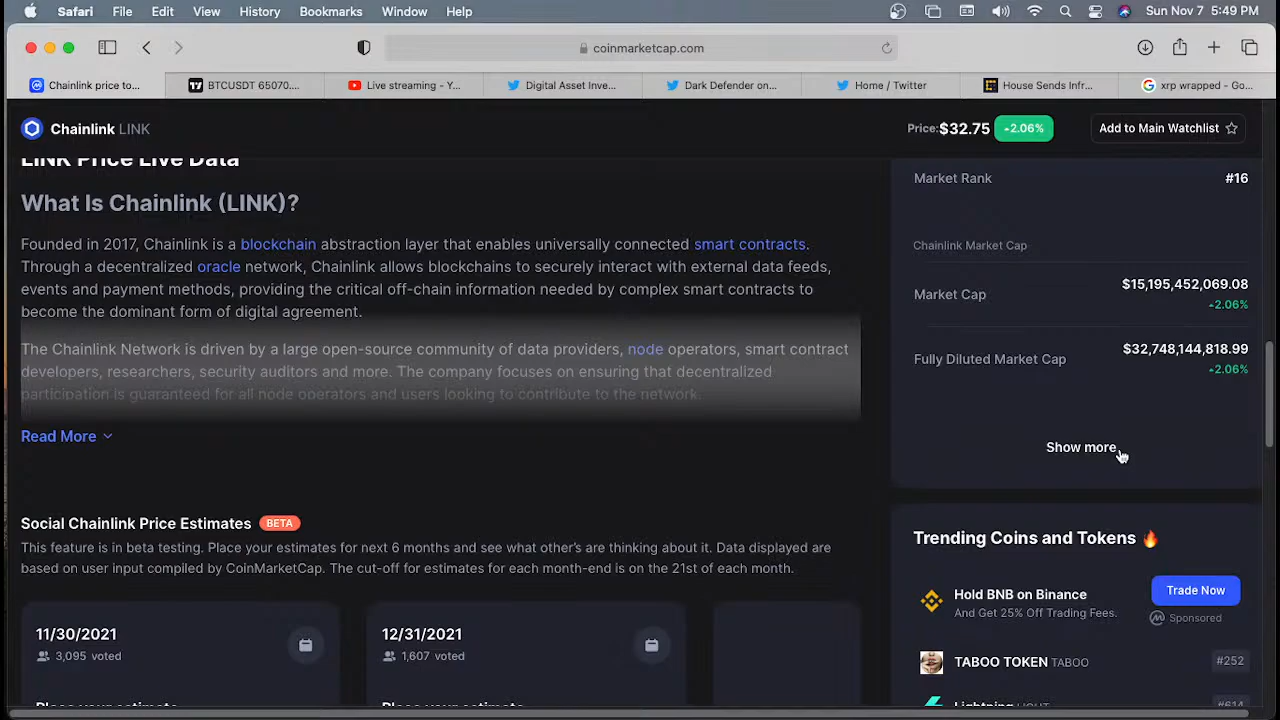 Safari File Edit View History Bookmarks Window Help Sun Nov 7 5:49 PM
coinmarketcap.com
Chainlink price to... BTCUSDT 65070.... Live streaming - Y... Digital Asset Inve... Dark Defender on... Home / Twitter House Sends Infr... xrp wrapped - Go...
Chainlink LINK Price:$32.75 2.06% Add to Main Watchlist
LINK Price Live Data
Market Rank #16
What Is Chainlink (LINK)?
Founded in 2017, Chainlink is a blockchain abstraction layer that enables universally connected smart contracts.
Through a decentralized oracle network, Chainlink allows blockchains to securely interact with external data feeds,
events and payment methods, providing the critical off-chain information needed by complex smart contracts to
become the dominant form of digital agreement.
The Chainlink Network is driven by a large open-source community of data providers, node operators, smart contract
developers, researchers, security auditors and more. The company focuses on ensuring that decentralized
participation is guaranteed for all node operators and users looking to contribute to the network.
Read More
Chainlink Market Cap
Market Cap $15,195,452,069.08
2.06%
Fully Diluted Market Cap $32,748,144,818.99
2.06%
Show more
Social Chainlink Price Estimates BETA
This feature is in beta testing. Place your estimates for next 6 months and see what other's are thinking about it. Data displayed are
based on user input compiled by CoinMarketCap. The cut-off for estimates for each month-end is on the 21st of each month.
11/30/2021
3,095 voted
Place your estimate
12/31/2021
1,607 voted
Place your estimate
Trending Coins and Tokens
Hold BNB on Binance
And Get 25% Off Trading Fees.
Trade Now
Sponsored
TABOO TOKEN TABOO #252
Lightning LIGHT #614